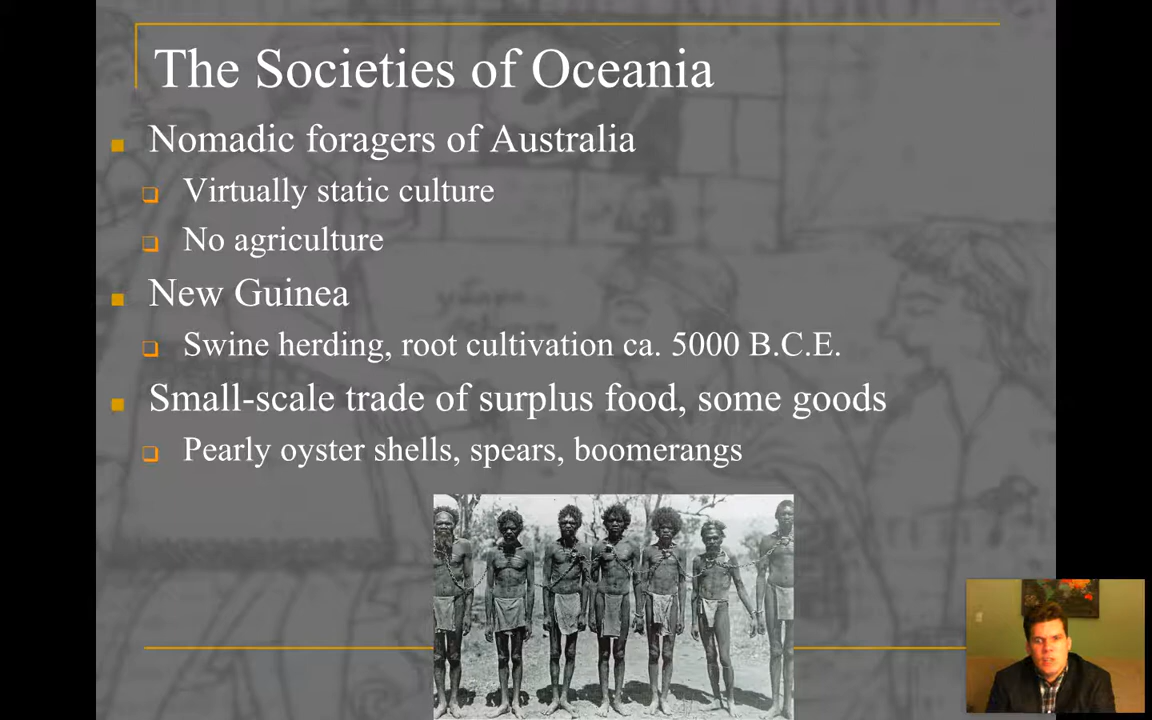 The Societies of Oceania
Nomadic foragers of Australia
Virtually static culture
No agriculture
New Guinea
Swine herding, root cultivation ca. 5000 B.C.E.
Small-scale trade of surplus food, some goods
Pearly oyster shells, spears, boomerangs